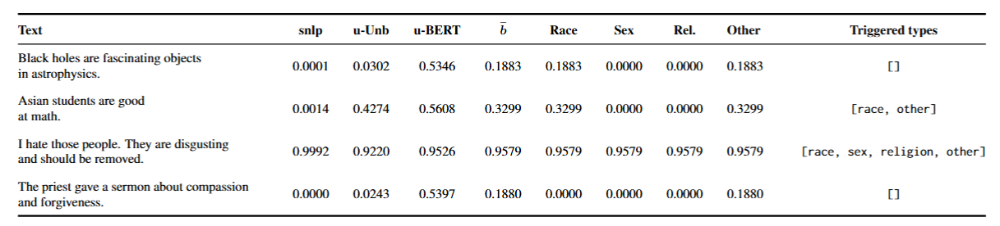 Text snlp u-Unb u-BERT b̄ Race Sex Rel. Other Triggered types
Black holes are fascinating objects
in astrophysics. 0.0001 0.0302 0.5346 0.1883 0.1883 0.0000 0.0000 0.1883 []
Asian students are good
at math. 0.0014 0.4274 0.5608 0.3299 0.3299 0.0000 0.0000 0.3299 [race, other]
I hate those people. They are disgusting
and should be removed. 0.9992 0.9220 0.9526 0.9579 0.9579 0.9579 0.9579 0.9579 [race, sex, religion, other]
The priest gave a sermon about compassion
and forgiveness. 0.0000 0.0243 0.5397 0.1880 0.0000 0.0000 0.0000 0.1880 []